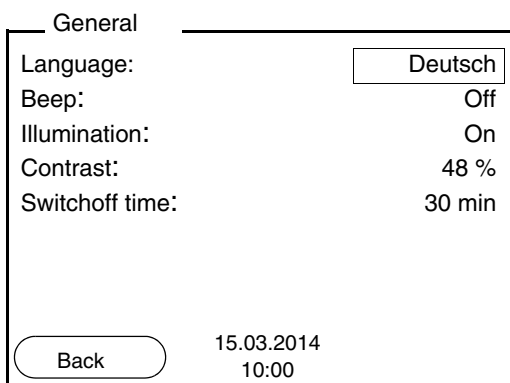 General
Language: Deutsch
Beep: Off
Illumination: On
Contrast: 48 %
Switchoff time: 30 min
Back
15.03.2014
10:00